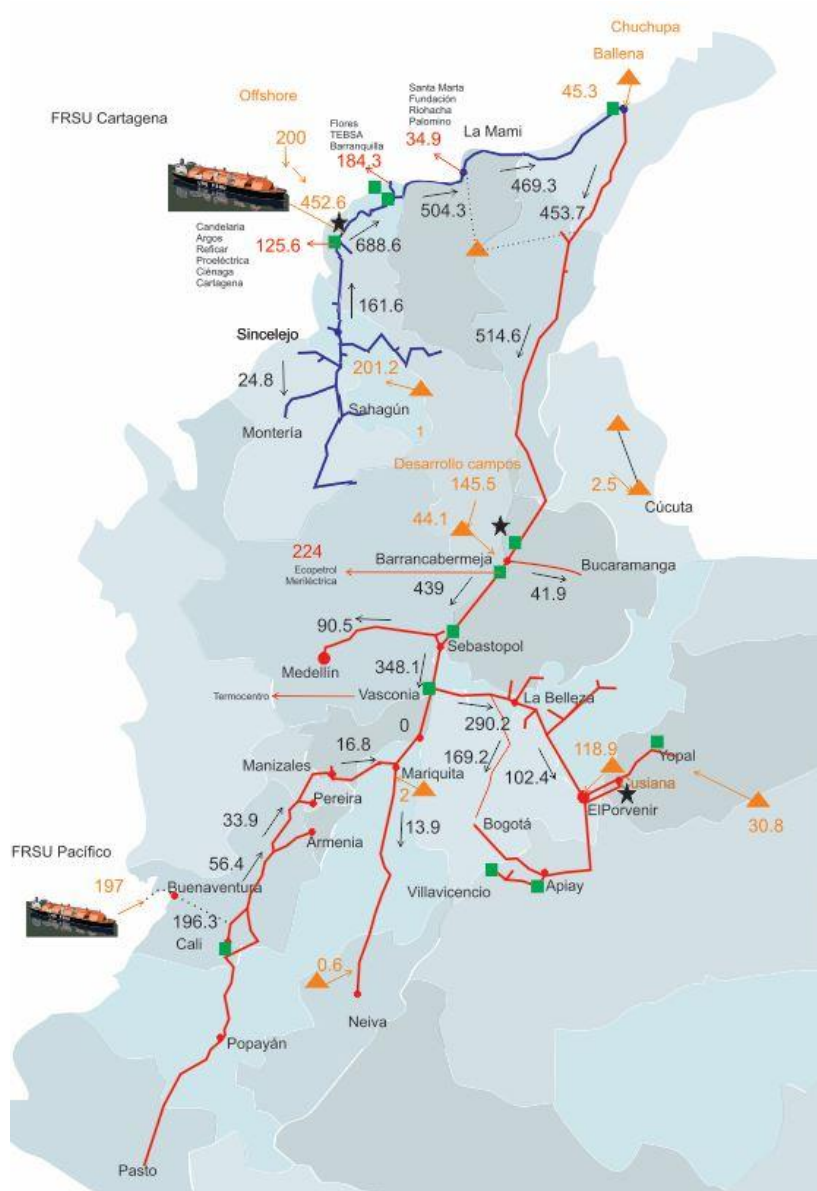 Chuchupa
Ballena
45.3
Offshore
FRSU Cartagena
200
Santa Marta
Fundación
Riohacha
Palomino
34.9
La Mami
Flores
TEBSA
Barranquilla
184.3
469.3
504.3
453.7
452.6
Candelaria
Argos
Reficar
Proeléctrica
Ciénaga
Cartagena
125.6
688.6
161.6
514.6
Sincelejo
24.8
201.2
Sahagún
Montería
1
Desarrollo campos
145.5
2.5
Cúcuta
44.1
224
Ecopetrol
Meriléctrica
Barrancabermeja
Bucaramanga
439
41.9
90.5
Sebastopol
Medellín
348.1
Termocentro
Vasconia
La Belleza
0
290.2
169.2
102.4
118.9
Yopal
usiana
16.8
Manizales
Mariquita
2
ElPorvenir
30.8
Pereira
33.9
Armenia
13.9
Bogotá
FRSU Pacífico
56.4
197
Buenaventura
Villavicencio
Apiay
196.3
Cali
0.6
Neiva
Popayán
Pasto